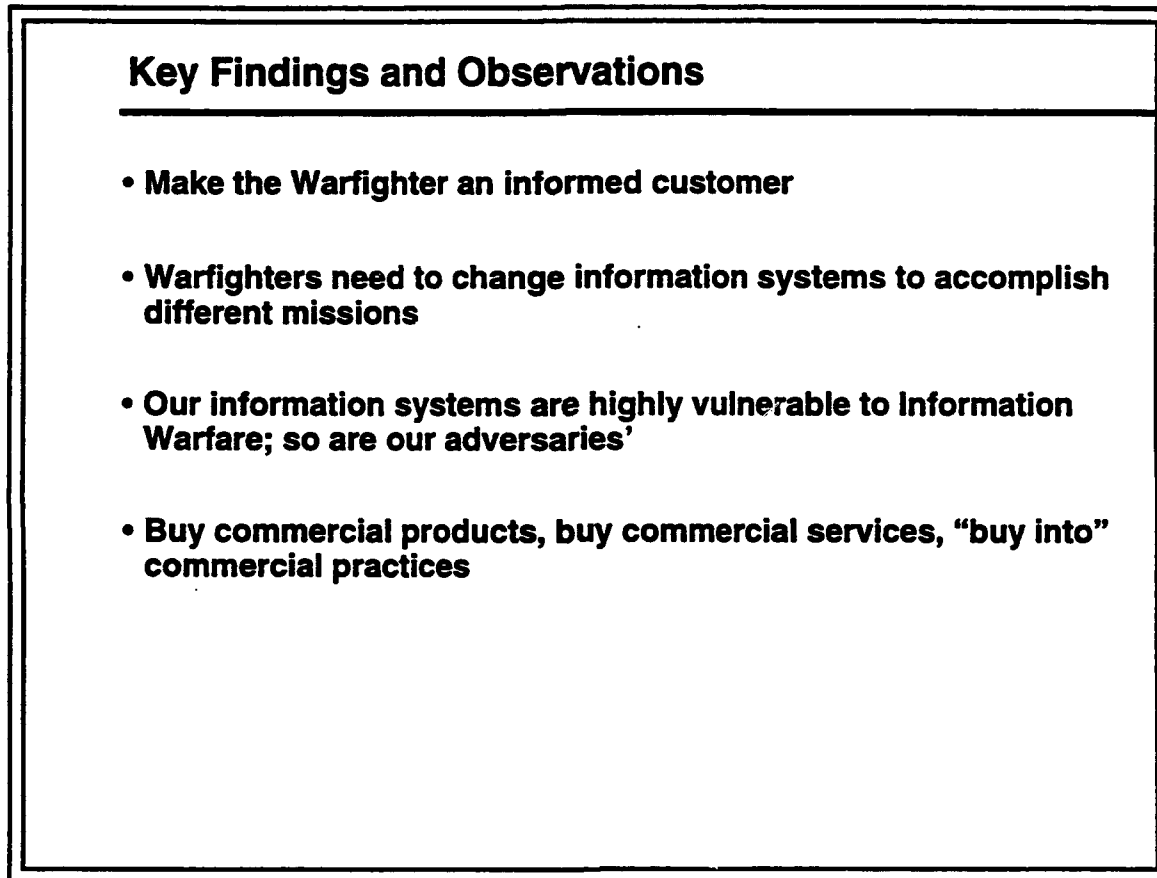 Key Findings and Observations
• Make the Warfighter an informed customer
• Warfighters need to change information systems to accomplish
different missions
• Our information systems are highly vulnerable to Information
Warfare; so are our adversaries’
• Buy commercial products, buy commercial services, “buy into”
commercial practices